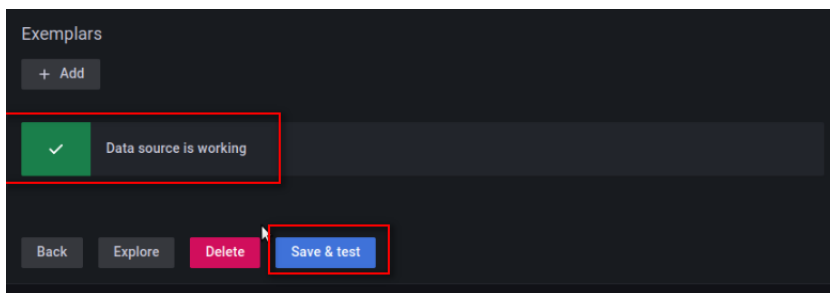 Exemplars
+ Add
Data source is working
Back Explore Delete Save & test